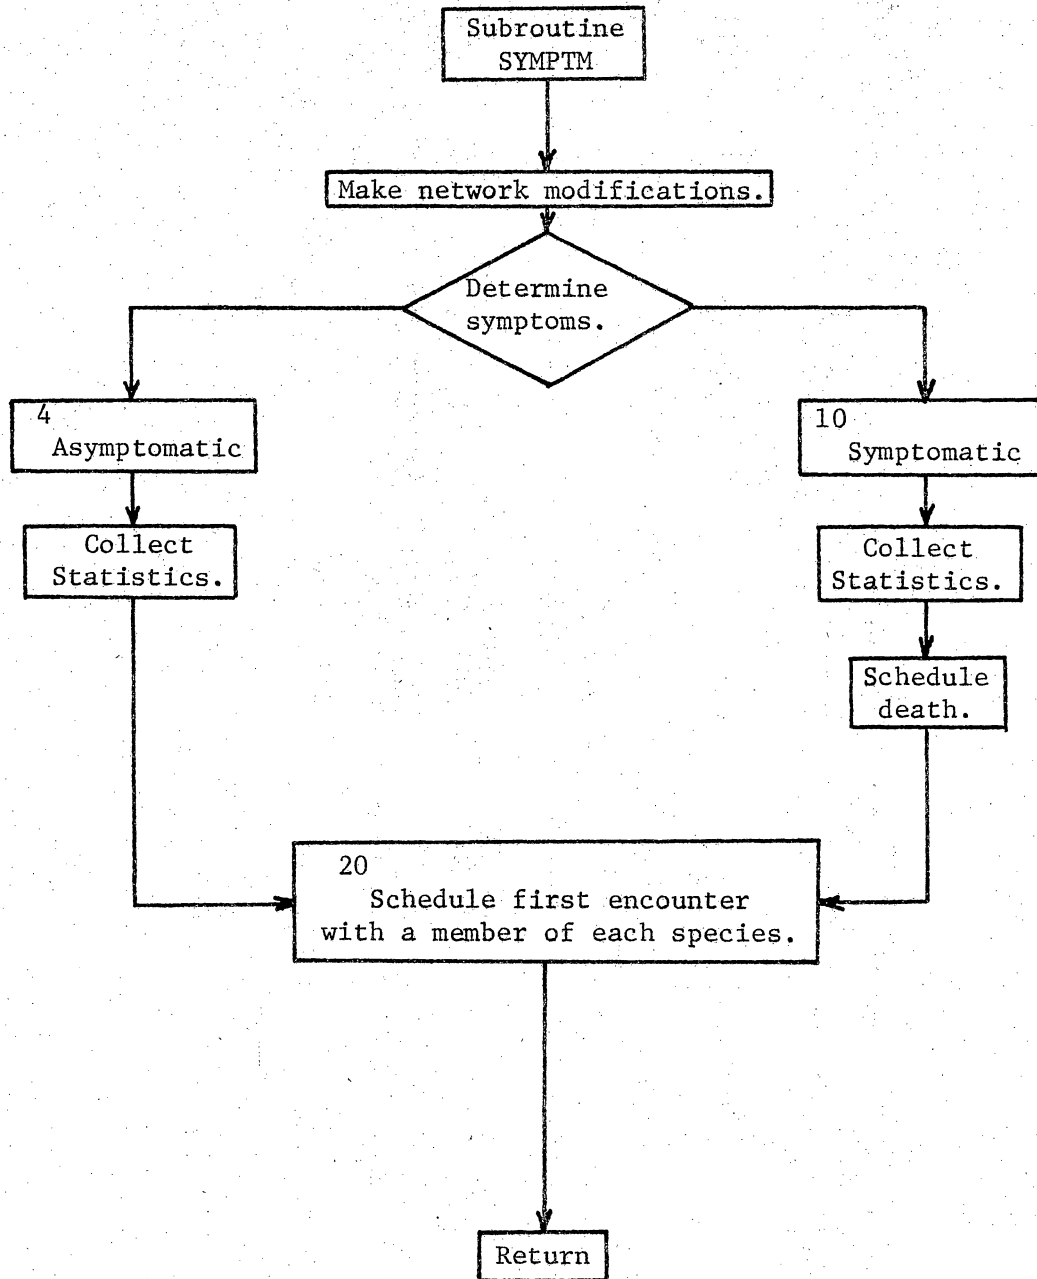 Subroutine
SYMPTM
Make network modifications.
Determine
symptoms.
4
Asymptomatic
10
Symptomatic
Collect
Statistics.
Collect
Statistics.
Schedule
death.
20
Schedule first encounter
with a member of each species.
Return